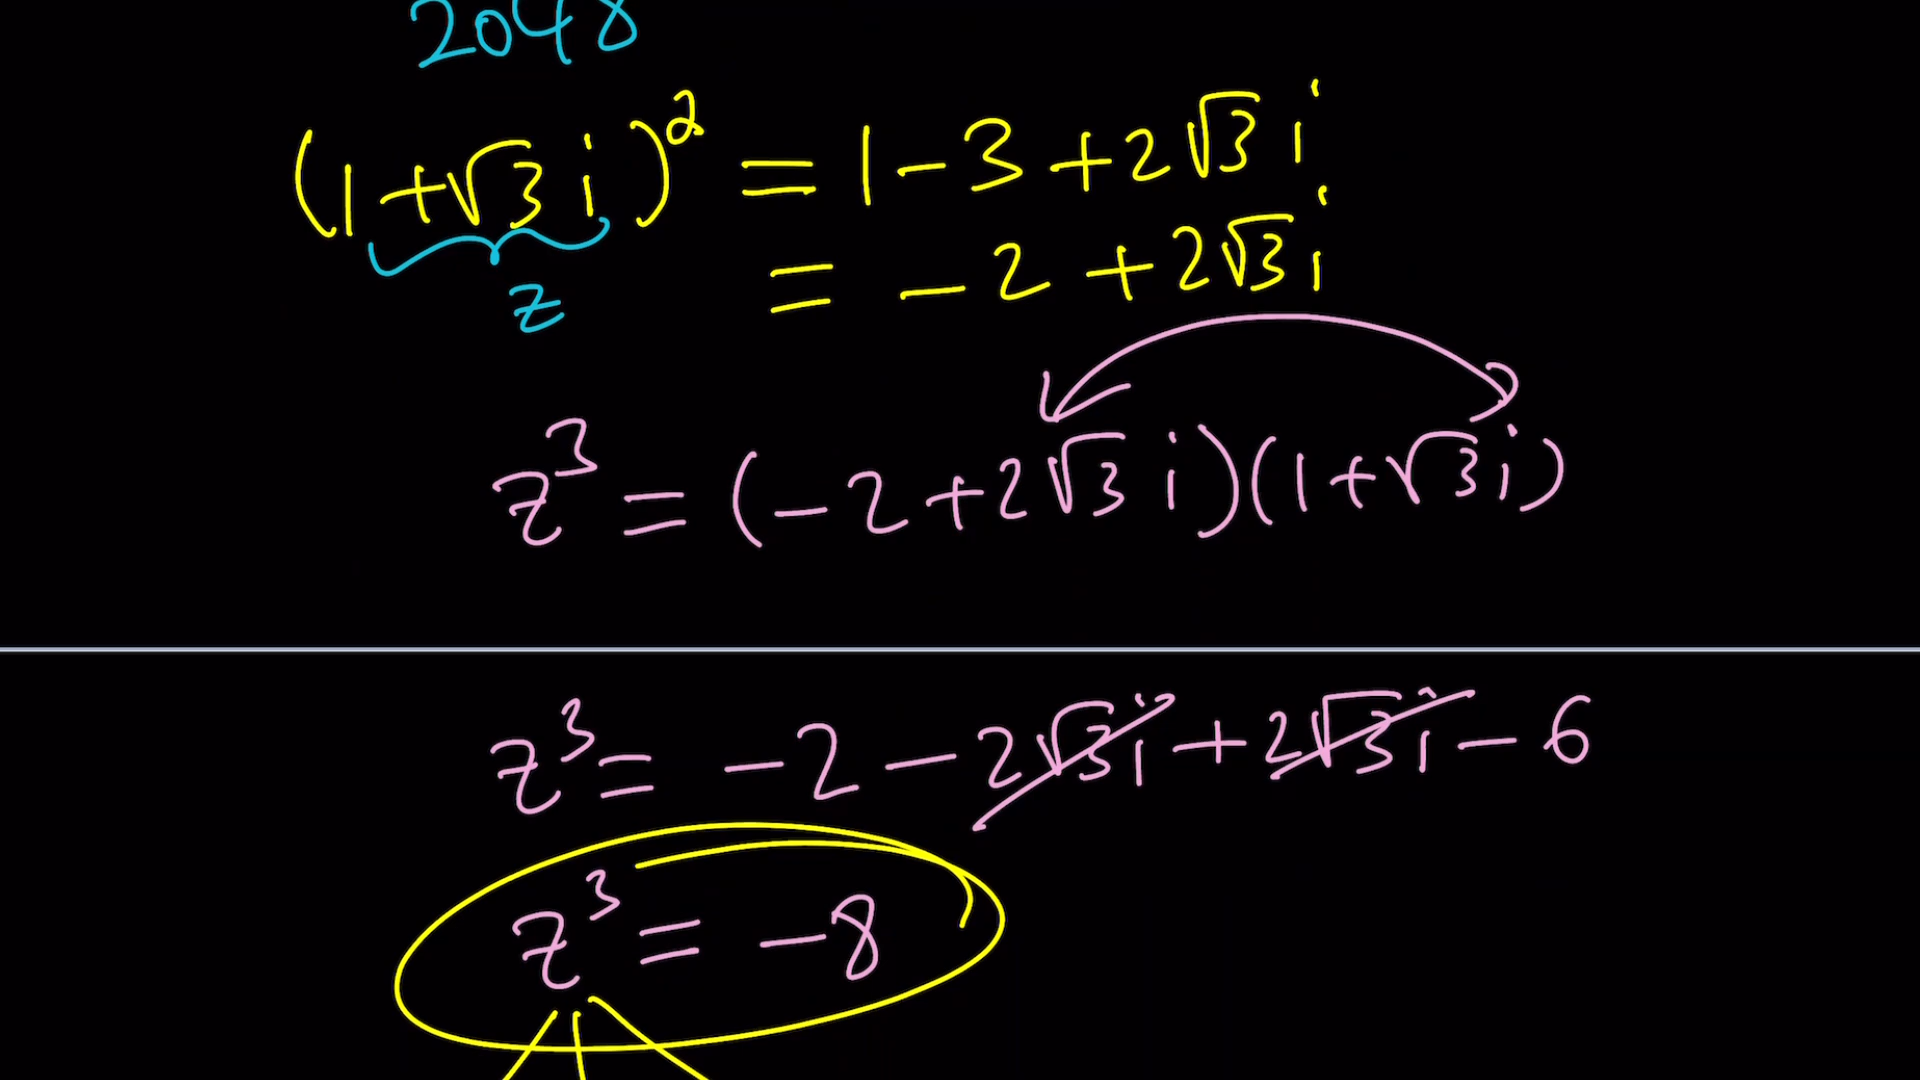 2048
(1+√3 i)² = 1-3+2√3 i
z
= -2+2√3 i
z³ = (-2+2√3 i)(1+√3 i)
z³ = -2-2√3 i+2√3 i-6
z³ = -8